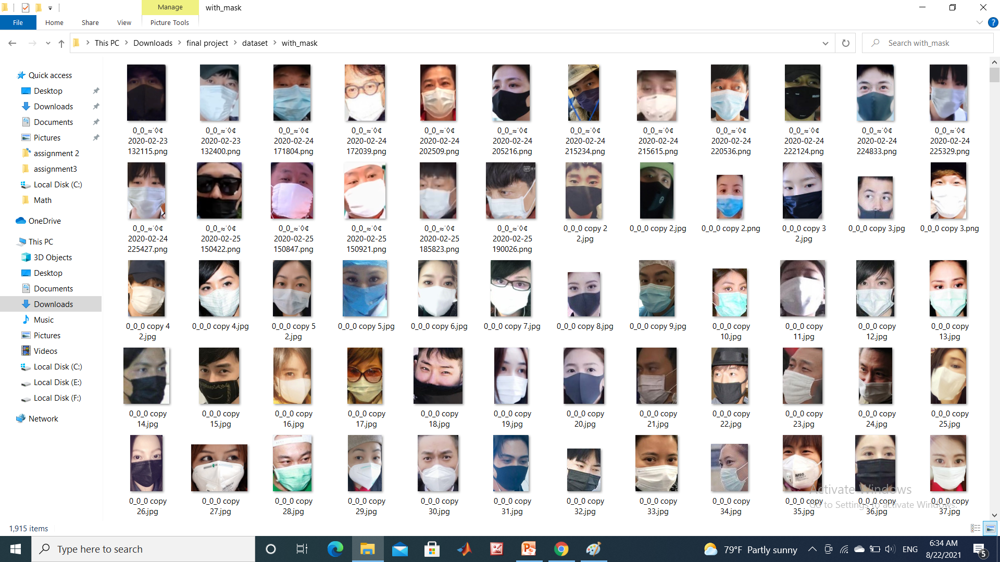 Manage
with_mask
File
Home
Share
View
Picture Tools
This PC
Downloads
final project
dataset
with_mask
Search with_mask
Quick access
Desktop
Downloads
Documents
Pictures
assignment 2
assignment3
Local Disk (C:)
Math
OneDrive
This PC
3D Objects
Desktop
Documents
Downloads
Music
Pictures
Videos
Local Disk (C:)
Local Disk (E:)
Local Disk (F:)
Network
0_0_≈˙◊¢ 0_0_≈˙◊¢ 0_0_≈˙◊¢ 0_0_≈˙◊¢ 0_0_≈˙◊¢ 0_0_≈˙◊¢ 0_0_≈˙◊¢ 0_0_≈˙◊¢ 0_0_≈˙◊¢ 0_0_≈˙◊¢ 0_0_≈˙◊¢ 0_0_≈˙◊¢
2020-02-23 2020-02-23 2020-02-24 2020-02-24 2020-02-24 2020-02-24 2020-02-24 2020-02-24 2020-02-24 2020-02-24 2020-02-24 2020-02-24
132115.png 132400.png 171804.png 172039.png 202509.png 205216.png 215234.png 215615.png 220536.png 222124.png 224833.png 225329.png
0_0_≈˙◊¢ 0_0_≈˙◊¢ 0_0_≈˙◊¢ 0_0_≈˙◊¢ 0_0_≈˙◊¢ 0_0_≈˙◊¢ 0_0_0 copy 2 0_0_0 copy 2.jpg 0_0_0 copy 2.png 0_0_0 copy 3 0_0_0 copy 3.jpg 0_0_0 copy 3.png
2020-02-24 2020-02-25 2020-02-25 2020-02-25 2020-02-25 2020-02-25 2.jpg 2.jpg
225427.png 150422.png 150847.png 150921.png 185823.png 190026.png
0_0_0 copy 4 0_0_0 copy 4.jpg 0_0_0 copy 5 0_0_0 copy 5.jpg 0_0_0 copy 6.jpg 0_0_0 copy 7.jpg 0_0_0 copy 8.jpg 0_0_0 copy 9.jpg 0_0_0 copy 0_0_0 copy 0_0_0 copy 0_0_0 copy
2.jpg 2.jpg 10.jpg 11.jpg 12.jpg 13.jpg
0_0_0 copy 0_0_0 copy 0_0_0 copy 0_0_0 copy 0_0_0 copy 0_0_0 copy 0_0_0 copy 0_0_0 copy 0_0_0 copy 0_0_0 copy 0_0_0 copy 0_0_0 copy
14.jpg 15.jpg 16.jpg 17.jpg 18.jpg 19.jpg 20.jpg 21.jpg 22.jpg 23.jpg 24.jpg 25.jpg
M95
Activate Windows
0_0_0 copy 0_0_0 copy 0_0_0 copy 0_0_0 copy 0_0_0 copy 0_0_0 copy 0_0_0 copy 0_0_0 copy 0_0_0 copy 0_0_0 copy 0_0_0 copy 0_0_0 copy
Go to Settings to activate Windows.
26.jpg 27.jpg 28.jpg 29.jpg 30.jpg 31.jpg 32.jpg 33.jpg 34.jpg 35.jpg 36.jpg 37.jpg
1,915 items
Type here to search
79°F Partly sunny
ENG
6:34 AM
8/22/2021
5